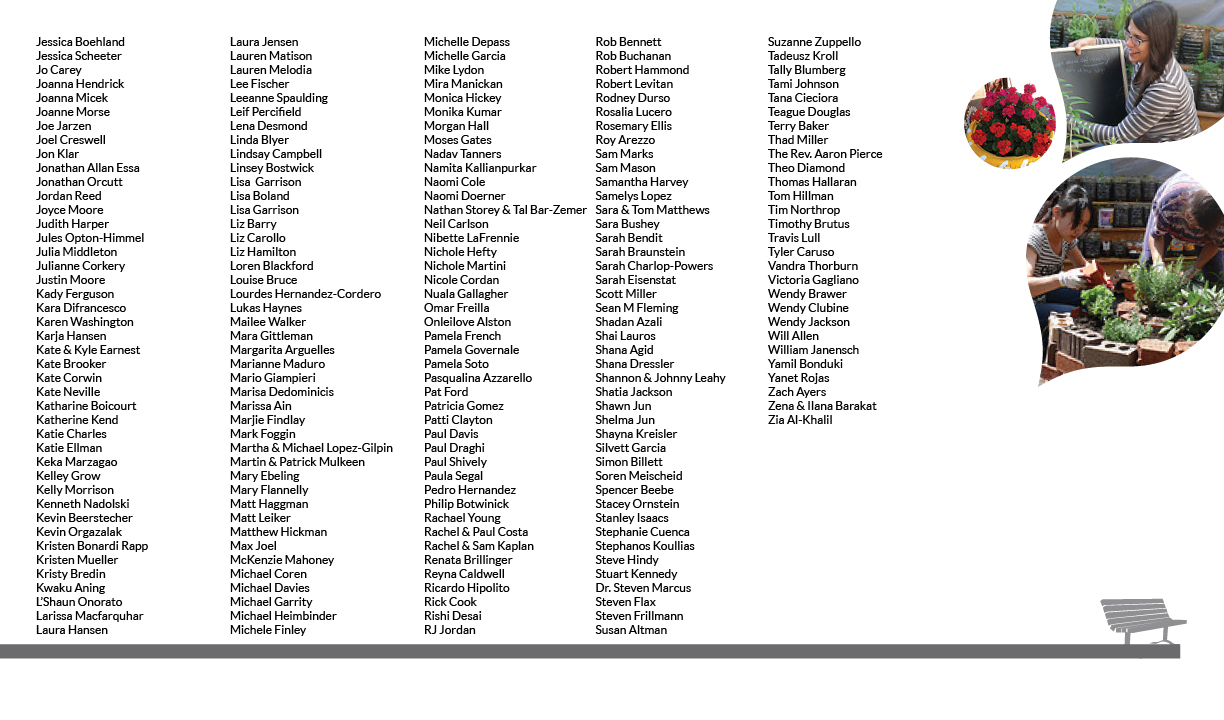 Jessica Boehland
Jessica Scheeter
Jo Carey
Joanna Hendrick
Joanna Micek
Joanne Morse
Joe Jarzen
Joel Creswell
Jon Klar
Jonathan Allan Essa
Jonathan Orcutt
Jordan Reed
Joyce Moore
Judith Harper
Jules Opton-Himmel
Julia Middleton
Julianne Corkery
Justin Moore
Kady Ferguson
Kara Difrancesco
Karen Washington
Karja Hansen
Kate & Kyle Earnest
Kate Brooker
Kate Corwin
Kate Neville
Katharine Boicourt
Katherine Kend
Katie Charles
Katie Ellman
Keka Marzagao
Kelley Grow
Kelly Morrison
Kenneth Nadolski
Kevin Beerstecher
Kevin Orgazalak
Kristen Bonardi Rapp
Kristen Mueller
Kristy Bredin
Kwaku Aning
L'Shaun Onorato
Larissa Macfarquhar
Laura Hansen
Laura Jensen
Lauren Matison
Lauren Melodia
Lee Fischer
Leeanne Spaulding
Leif Percifield
Lena Desmond
Linda Blyer
Lindsay Campbell
Linsey Bostwick
Lisa  Garrison
Lisa Boland
Lisa Garrison
Liz Barry
Liz Carollo
Liz Hamilton
Loren Blackford
Louise Bruce
Lourdes Hernandez-Cordero
Lukas Haynes
Mailee Walker
Mara Gittleman
Margarita Arguelles
Marianne Maduro
Mario Giampieri
Marisa Dedominicis
Marissa Ain
Marjie Findlay
Mark Foggin
Martha & Michael Lopez-Gilpin
Martin & Patrick Mulkeen
Mary Ebeling
Mary Flannelly
Matt Haggman
Matt Leiker
Matthew Hickman
Max Joel
McKenzie Mahoney
Michael Coren
Michael Davies
Michael Garrity
Michael Heimbinder
Michele Finley
Michelle Depass
Michelle Garcia
Mike Lydon
Mira Manickan
Monica Hickey
Monika Kumar
Morgan Hall
Moses Gates
Nadav Tanners
Namita Kallianpurkar
Naomi Cole
Naomi Doerner
Nathan Storey & Tal Bar-Zemer
Neil Carlson
Nibette LaFrennie
Nichole Hefty
Nichole Martini
Nicole Cordan
Nuala Gallagher
Omar Freilla
Onleilove Alston
Pamela French
Pamela Governale
Pamela Soto
Pasqualina Azzarello
Pat Ford
Patricia Gomez
Patti Clayton
Paul Davis
Paul Draghi
Paul Shively
Paula Segal
Pedro Hernandez
Philip Botwinick
Rachael Young
Rachel & Paul Costa
Rachel & Sam Kaplan
Renata Brillinger
Reyna Caldwell
Ricardo Hipolito
Rick Cook
Rishi Desai
RJ Jordan
Rob Bennett
Rob Buchanan
Robert Hammond
Robert Levitan
Rodney Durso
Rosalia Lucero
Rosemary Ellis
Roy Arezzo
Sam Marks
Sam Mason
Samantha Harvey
Samelys Lopez
Sara & Tom Matthews
Sara Bushey
Sarah Bendit
Sarah Braunstein
Sarah Charlop-Powers
Sarah Eisenstat
Scott Miller
Sean M Fleming
Shadan Azali
Shai Lauros
Shana Agid
Shana Dressler
Shannon & Johnny Leahy
Shatia Jackson
Shawn Jun
Shelma Jun
Shayna Kreisler
Silvett Garcia
Simon Billett
Soren Meischeid
Spencer Beebe
Stacey Ornstein
Stanley Isaacs
Stephanie Cuenca
Stephanos Koullias
Steve Hindy
Stuart Kennedy
Dr. Steven Marcus
Steven Flax
Steven Frillmann
Susan Altman
Suzanne Zuppello
Tadeusz Kroll
Tally Blumberg
Tami Johnson
Tana Cieciora
Teague Douglas
Terry Baker
Thad Miller
The Rev. Aaron Pierce
Theo Diamond
Thomas Hallaran
Tom Hillman
Tim Northrop
Timothy Brutus
Travis Lull
Tyler Caruso
Vandra Thorburn
Victoria Gagliano
Wendy Brawer
Wendy Clubine
Wendy Jackson
Will Allen
William Janensch
Yamil Bonduki
Yanet Rojas
Zach Ayers
Zena & Ilana Barakat
Zia Al-Khalil